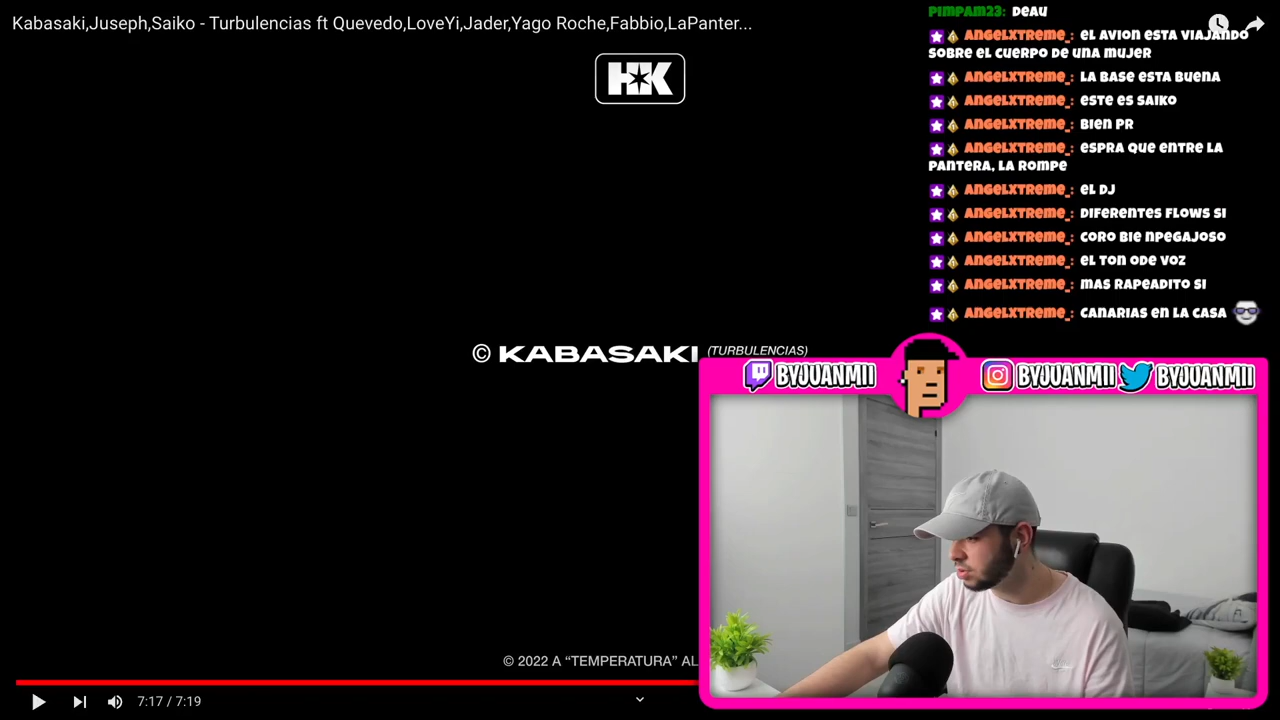 Kabasaki,Juseph,Saiko - Turbulencias ft Quevedo,LoveYi,Jader,Yago Roche,Fabbio,LaPanter...
HK
PimPam23: Deau
AngelXtreme_: el avion esta viajando
sobre el cuerpo de una mujer
AngelXtreme_: la base esta buena
AngelXtreme_: este es saiko
AngelXtreme_: bien pr
AngelXtreme_: espra que entre la
pantera, la rompe
AngelXtreme_: el dj
AngelXtreme_: diferentes flows si
AngelXtreme_: coro bie npegajoso
AngelXtreme_: el ton ode voz
AngelXtreme_: mas rapeadito si
AngelXtreme_: canarias en la casa
© KABASAKI (TURBULENCIAS)
BYJUANMII BYJUANMII BYJUANMII
© 2022 A “TEMPERATURA” AL
7:17 / 7:19